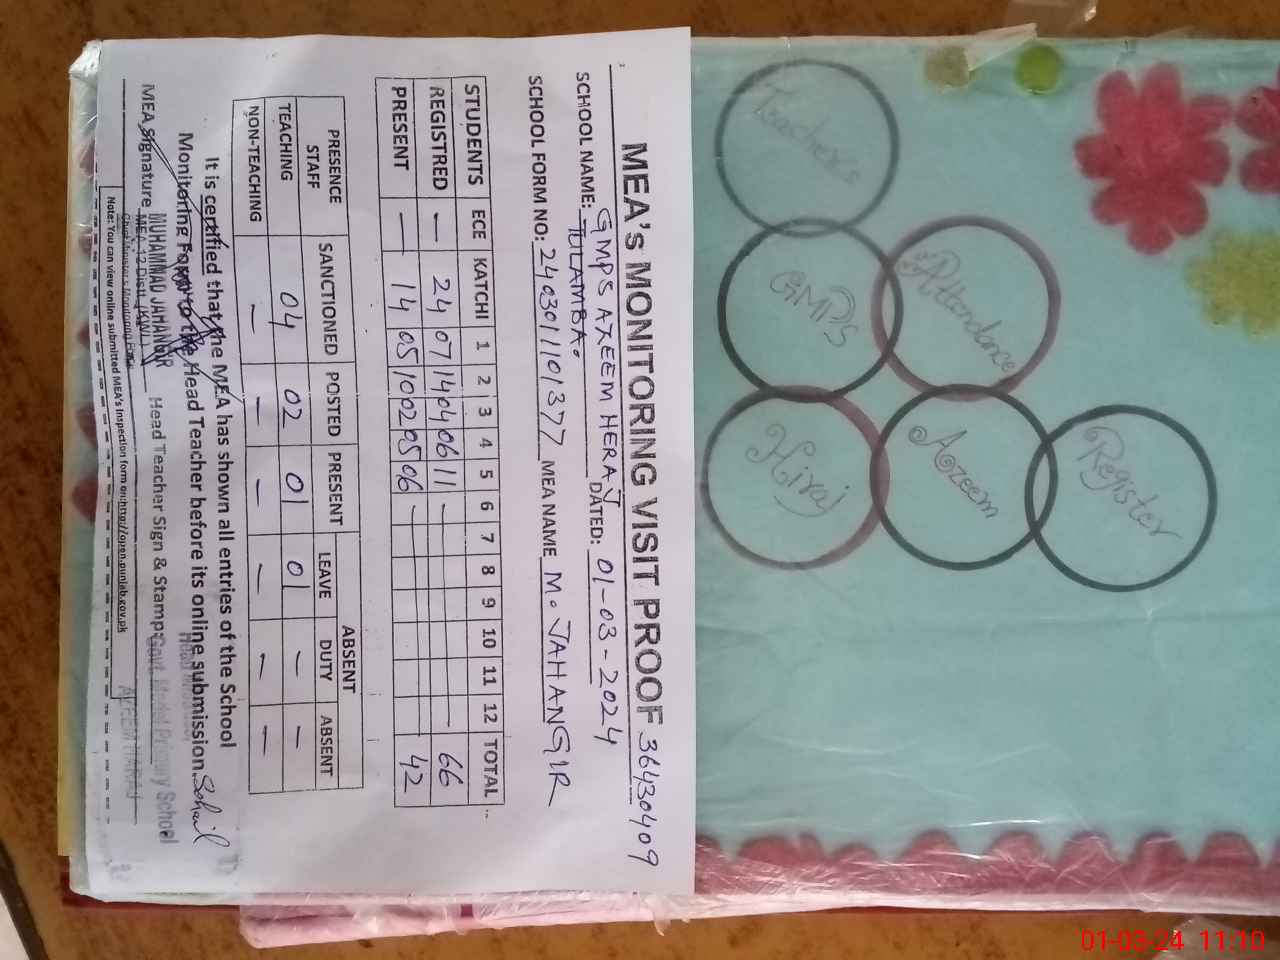 MEA's MONITORING VISIT PROOF 36430409
SCHOOL NAME: GMPS AZEEM HERAJ DATED: 01-03-2024
TULAMBA.
SCHOOL FORM NO: 2403011101377 MEA NAME M. JAHANGIR
STUDENTS ECE KATCHI 1 2 3 4 5 6 7 8 9 10 11 12 TOTAL
REGISTRED — 24 07 14 04 06 11 — 66
PRESENT — 14 05 10 02 05 06 — 42
PRESENCE STAFF SANCTIONED POSTED PRESENT ABSENT
LEAVE DUTY ABSENT
TEACHING 04 02 01 01 — —
NON-TEACHING — — — — — —
It is certified that the MEA has shown all entries of the School
Monitoring Form to the Head Teacher before its online submission. Sohail
MEA Signature MUHAMMAD JAHANGIR Head Teacher Sign & Stamp: Govt. Model Primary School
AZEEM HARAJ
Note: You can view online submitted MEA's Inspection form on:http://open.punjab.gov.pk
Teachers
Attendance
GMPS
Register
Aozeem
Hiraj
01-03-24 11:10